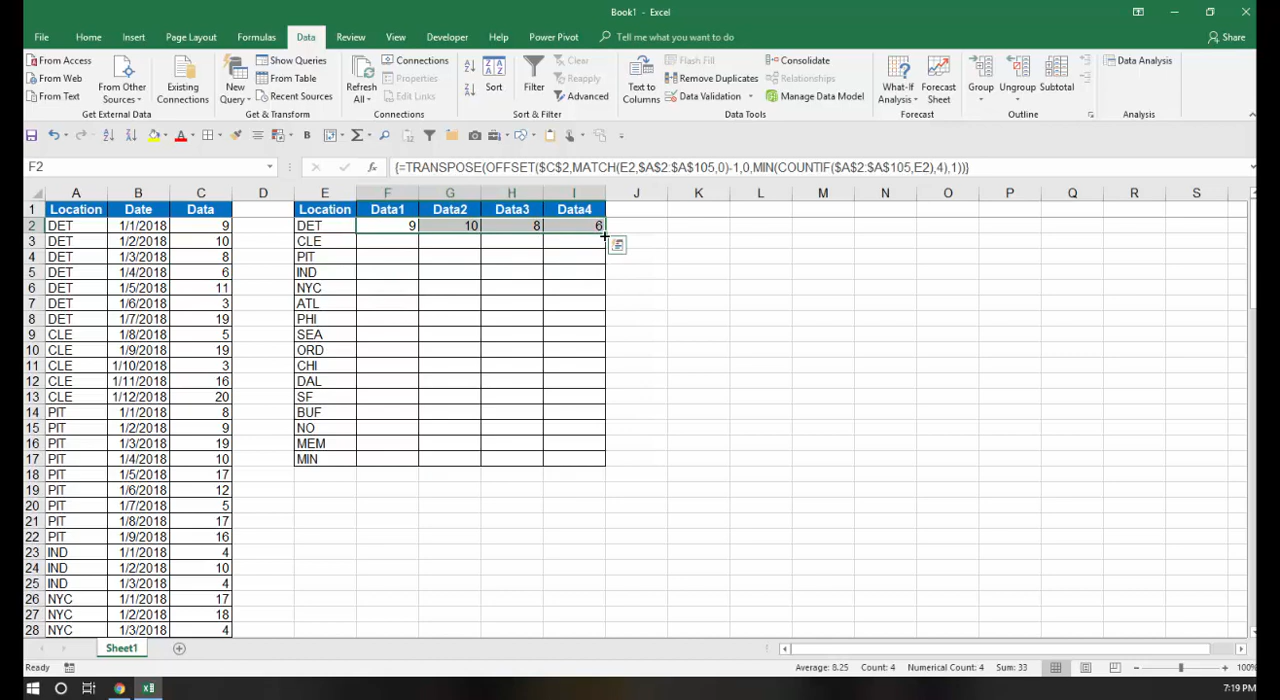 Book1 - Excel
File Home Insert Page Layout Formulas Data Review View Developer Help Power Pivot Tell me what you want to do Share
From Access
From Web
From Text
From Other Sources
Existing Connections
Get External Data
New Query
Show Queries
From Table
Recent Sources
Get & Transform
Refresh All
Connections
Properties
Edit Links
Connections
Sort
Filter
Clear
Reapply
Advanced
Sort & Filter
Text to Columns
Flash Fill
Remove Duplicates
Data Validation
Consolidate
Relationships
Manage Data Model
Data Tools
What-If Analysis
Forecast Sheet
Forecast
Group
Ungroup
Subtotal
Outline
Data Analysis
Analysis
F2 fx {=TRANSPOSE(OFFSET($C$2,MATCH(E2,$A$2:$A$105,0)-1,0,MIN(COUNTIF($A$2:$A$105,E2),4),1))}
A B C D E F G H I J K L M N O P Q R S
1 Location Date Data Location Data1 Data2 Data3 Data4
2 DET 1/1/2018 9 DET 9 10 8 6
3 DET 1/2/2018 10 CLE
4 DET 1/3/2018 8 PIT
5 DET 1/4/2018 6 IND
6 DET 1/5/2018 11 NYC
7 DET 1/6/2018 3 ATL
8 DET 1/7/2018 19 PHI
9 CLE 1/8/2018 5 SEA
10 CLE 1/9/2018 19 ORD
11 CLE 1/10/2018 3 CHI
12 CLE 1/11/2018 16 DAL
13 CLE 1/12/2018 20 SF
14 PIT 1/1/2018 8 BUF
15 PIT 1/2/2018 9 NO
16 PIT 1/3/2018 19 MEM
17 PIT 1/4/2018 10 MIN
18 PIT 1/5/2018 17
19 PIT 1/6/2018 12
20 PIT 1/7/2018 5
21 PIT 1/8/2018 17
22 PIT 1/9/2018 16
23 IND 1/1/2018 4
24 IND 1/2/2018 10
25 IND 1/3/2018 4
26 NYC 1/1/2018 17
27 NYC 1/2/2018 18
28 NYC 1/3/2018 4
Sheet1
Ready Average: 8.25 Count: 4 Numerical Count: 4 Sum: 33 100%
7:19 PM